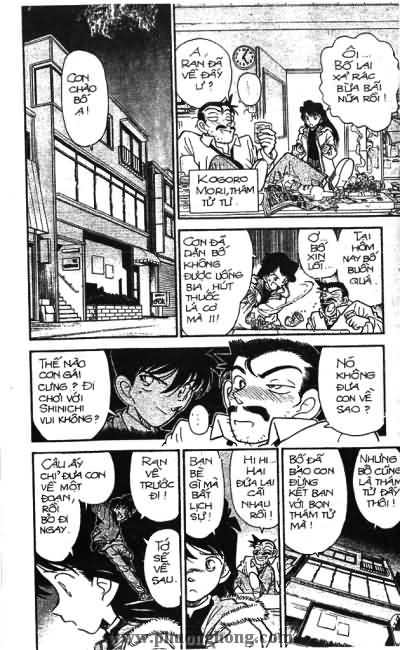 CON
CHÀO
BỐ
Ạ!
A,
RAN ĐÃ
VỀ ĐẤY
Ư?
Ôi...
BỐ LẠI
XẢ RÁC
BỪA BÃI
NỮA RỒI!
KOGORO
MORI, THÁM
TỬ TƯ.
CON ĐÃ
DẶN BỐ
KHÔNG
ĐƯỢC UỐNG
BIA, HÚT
THUỐC
LÁ CƠ
MÀ!!!
Ơ,
BỐ
XIN
LỖI.
TẠI
HÔM
NAY BỐ
BUỒN
QUÁ.
THẾ NÀO
CON GÁI
CƯNG? ĐI
CHƠI VỚI
SHINICHI
VUI KHÔNG?
...
NÓ
KHÔNG
ĐƯA
CON VỀ
SAO?
CẬU ẤY
CHỈ ĐƯA CON
VỀ MỘT
ĐOẠN,
RỒI
BỎ ĐI
NGAY.
RAN
VỀ
TRƯỚC
ĐI!
TỚ
SẼ
VỀ
SAU.
BẠN
BÈ
GÌ MÀ
BẤT
LỊCH
SỰ!
HI HI...
HAI
ĐỨA LẠI
CÃI
NHAU
RỒI!
BỐ ĐÃ
BẢO CON
ĐỪNG
KẾT BẠN
VỚI BỌN
THÁM TỬ
MÀ!
NHƯNG
BỐ CŨNG
LÀ THÁM
TỬ ĐẤY
THÔI!
www.phuonghong.com